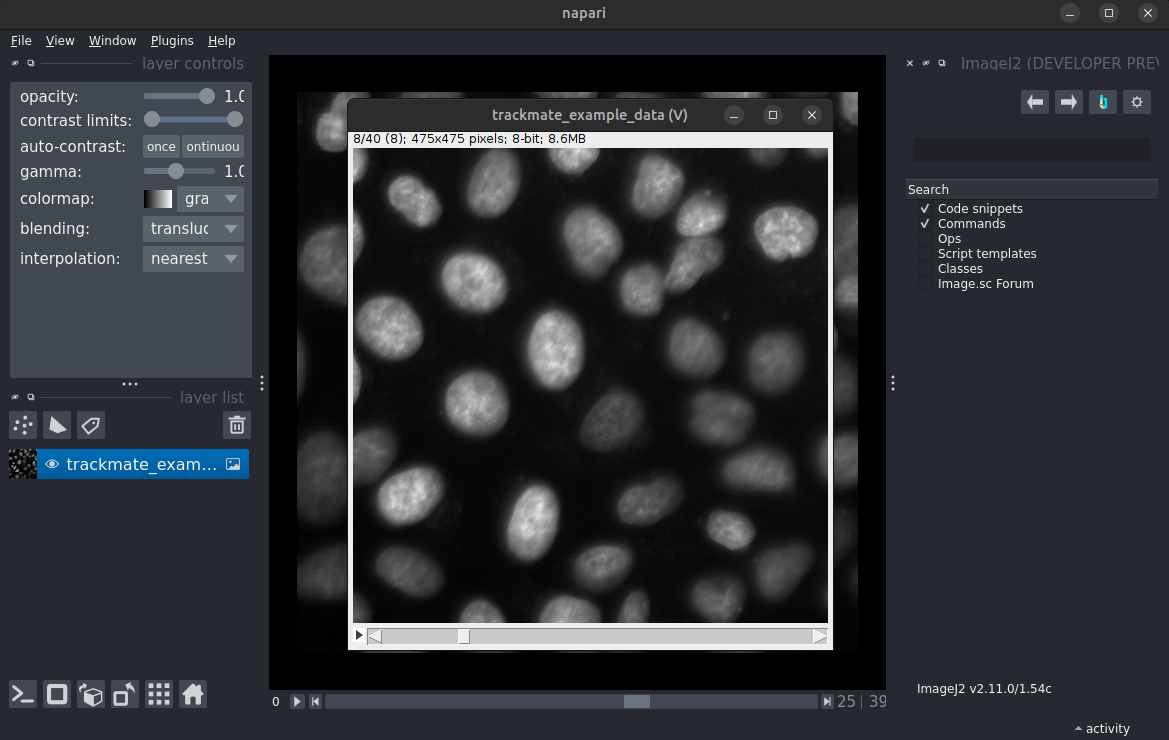 napari
File View Window Plugins Help
layer controls
ImageJ2 (DEVELOPER PREV
opacity: 1.0
contrast limits:
auto-contrast: once ontinuou
gamma: 1.0
colormap: gra
blending: transluc
interpolation: nearest
layer list
trackmate_exam...
trackmate_example_data (V)
8/40 (8); 475x475 pixels; 8-bit; 8.6MB
0 25 | 39
Search
Code snippets
Commands
Ops
Script templates
Classes
Image.sc Forum
ImageJ2 v2.11.0/1.54c
activity